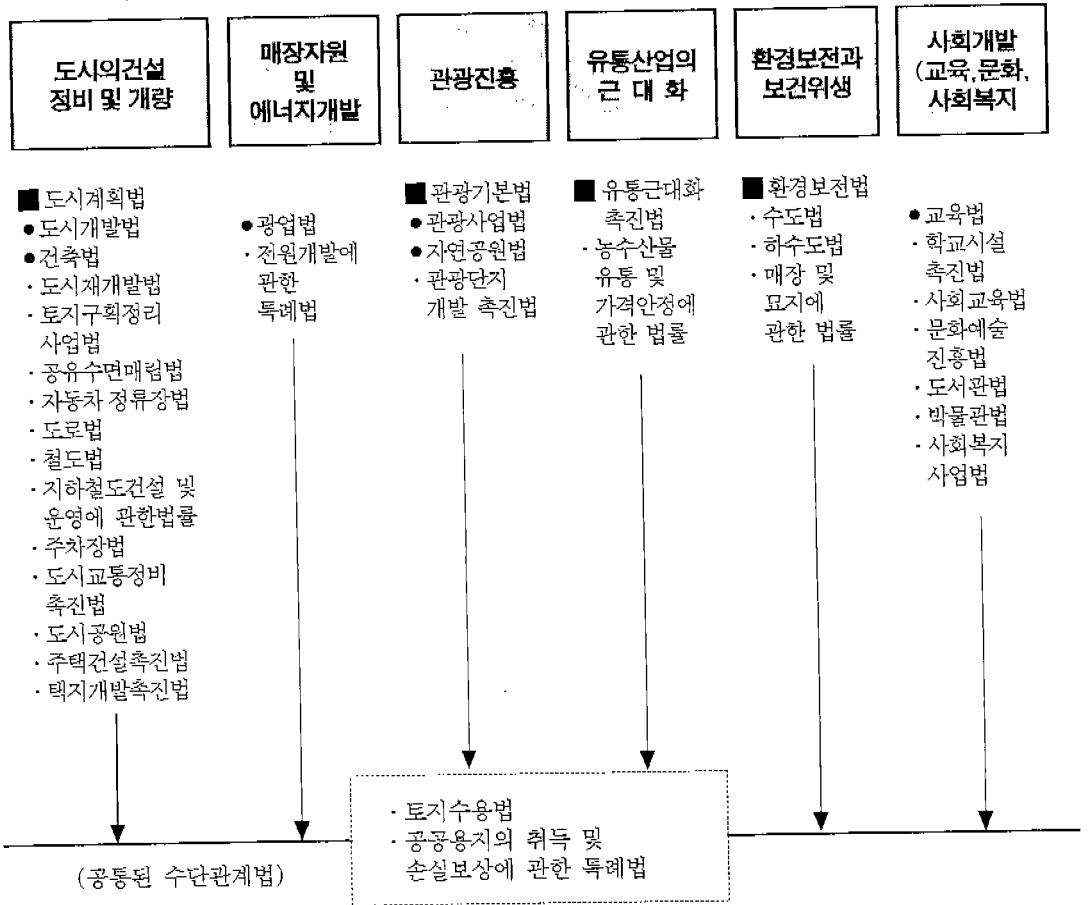 도시의건설
정비 및 개량
매장자원
및
에너지개발
관광진흥
유통산업의
근 대 화
환경보전과
보건위생
사회개발
(교육,문화,
사회복지
■ 도시계획법
● 도시개발법
● 건축법
· 도시재개발법
· 토지구획정리
사업법
· 공유수면매립법
· 자동차 정류장법
· 도로법
· 철도법
· 지하철도건설 및
운영에 관한법률
· 주차장법
· 도시교통정비
촉진법
· 도시공원법
· 주택건설촉진법
· 택지개발촉진법
● 광업법
· 전원개발에
관한
특례법
■ 관광기본법
● 관광사업법
● 자연공원법
· 관광단지
개발 촉진법
■ 유통근대화
촉진법
· 농수산물
유통 및
가격안정에
관한 법률
■ 환경보전법
· 수도법
· 하수도법
· 매장 및
묘지에
관한 법률
● 교육법
· 학교시설
촉진법
· 사회교육법
· 문화예술
진흥법
· 도서관법
· 박물관법
· 사회복지
사업법
· 토지수용법
· 공공용지의 취득 및
손실보상에 관한 특례법
(공통된 수단관계법)